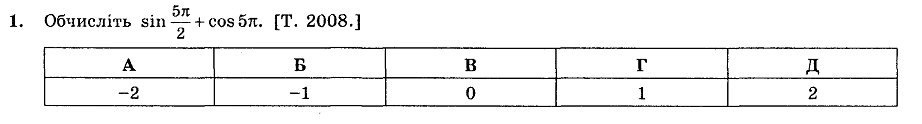 1. Обчисліть sin 5π/2 + cos 5π. [Т. 2008.]
А Б В Г Д
−2 −1 0 1 2